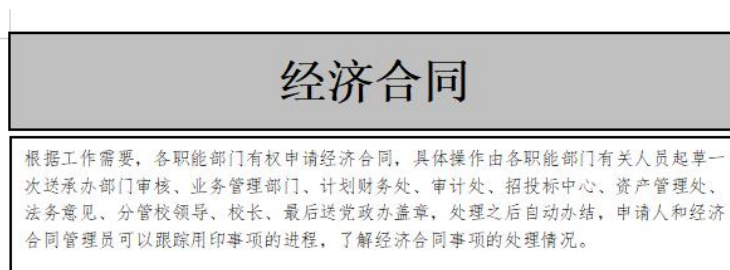 经济合同
根据工作需要，各职能部门有权申请经济合同，具体操作由各职能部门有关人员起草一
次送承办部门审核、业务管理部门、计划财务处、审计处、招投标中心、资产管理处、
法务意见、分管校领导、校长、最后送党政办盖章，处理之后自动办结，申请人和经济
合同管理员可以跟踪用印事项的进程，了解经济合同事项的处理情况。